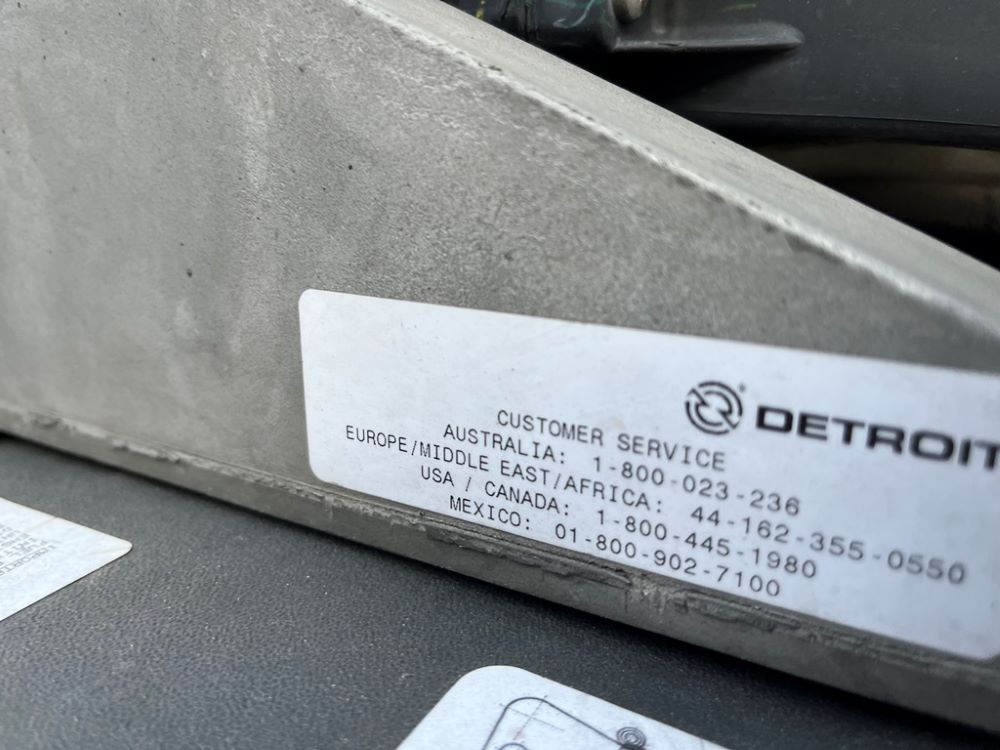 DETROIT
CUSTOMER SERVICE
AUSTRALIA: 1-800-023-236
EUROPE/MIDDLE EAST/AFRICA: 44-162-355-0550
USA / CANADA: 1-800-445-1980
MEXICO: 01-800-902-7100